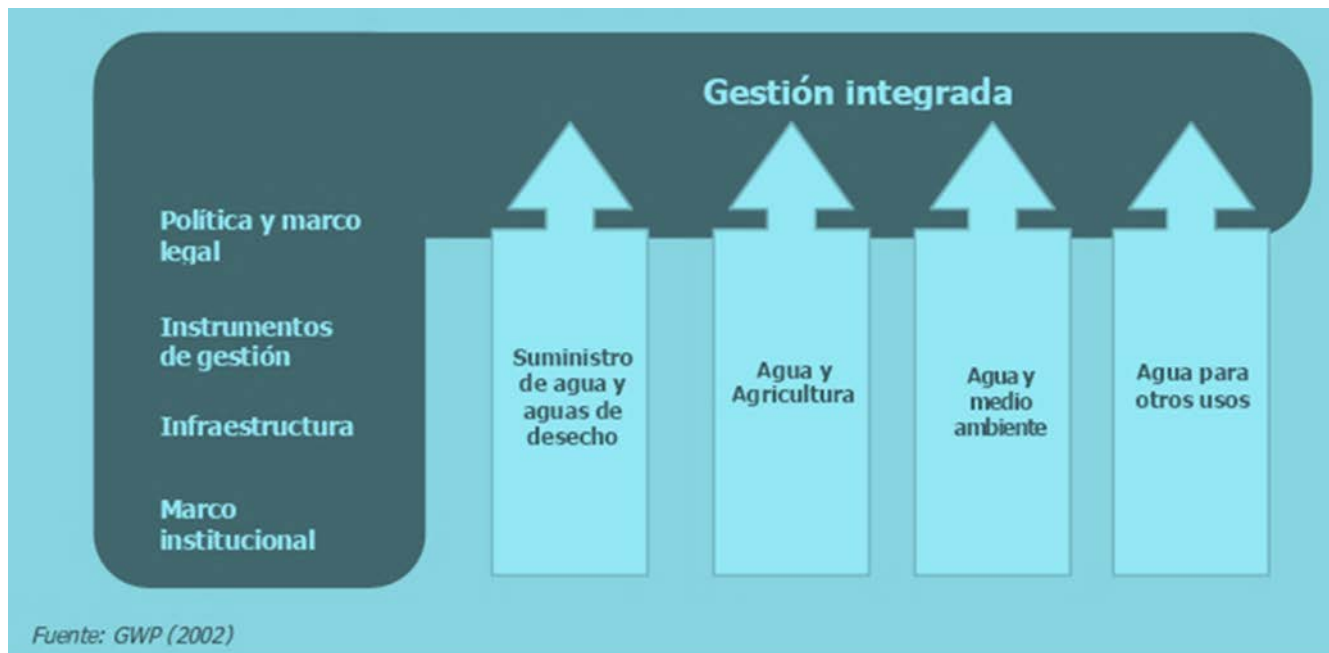 Gestión integrada
Política y marco
legal
Instrumentos
de gestión
Infraestructura
Marco
institucional
Suministro
de agua y
aguas de
desecho
Agua y
Agricultura
Agua y
medio
ambiente
Agua para
otros usos
Fuente: GWP (2002)